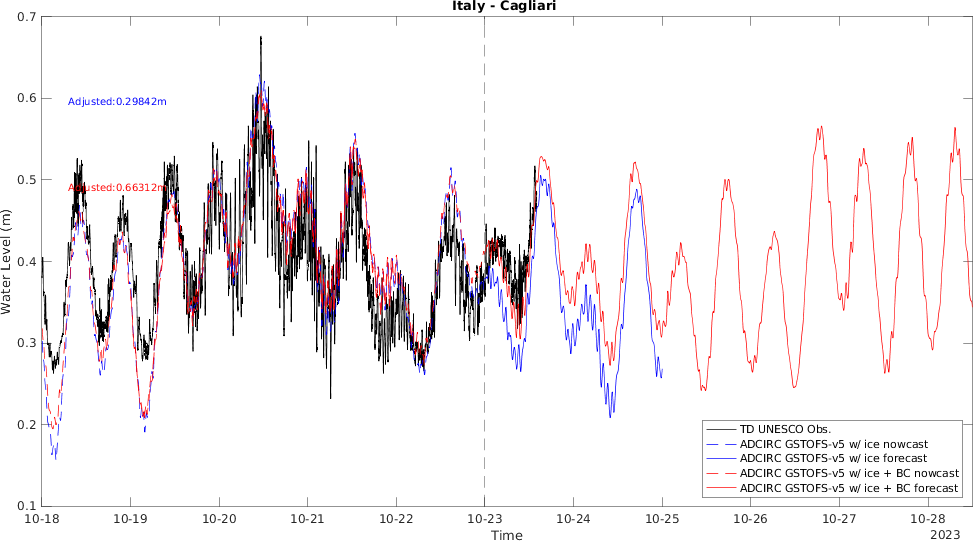 Italy - Cagliari
0.7
0.6
0.5
0.4
0.3
0.2
0.1
Water Level (m)
Adjusted:0.29842m
Adjusted:0.66312m
TD UNESCO Obs.
ADCIRC GSTOFS-v5 w/ ice nowcast
ADCIRC GSTOFS-v5 w/ ice forecast
ADCIRC GSTOFS-v5 w/ ice + BC nowcast
ADCIRC GSTOFS-v5 w/ ice + BC forecast
10-18 10-19 10-20 10-21 10-22 10-23 10-24 10-25 10-26 10-27 10-28
Time
2023